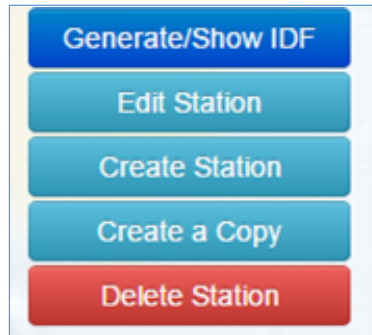 Generate/Show IDF
Edit Station
Create Station
Create a Copy
Delete Station